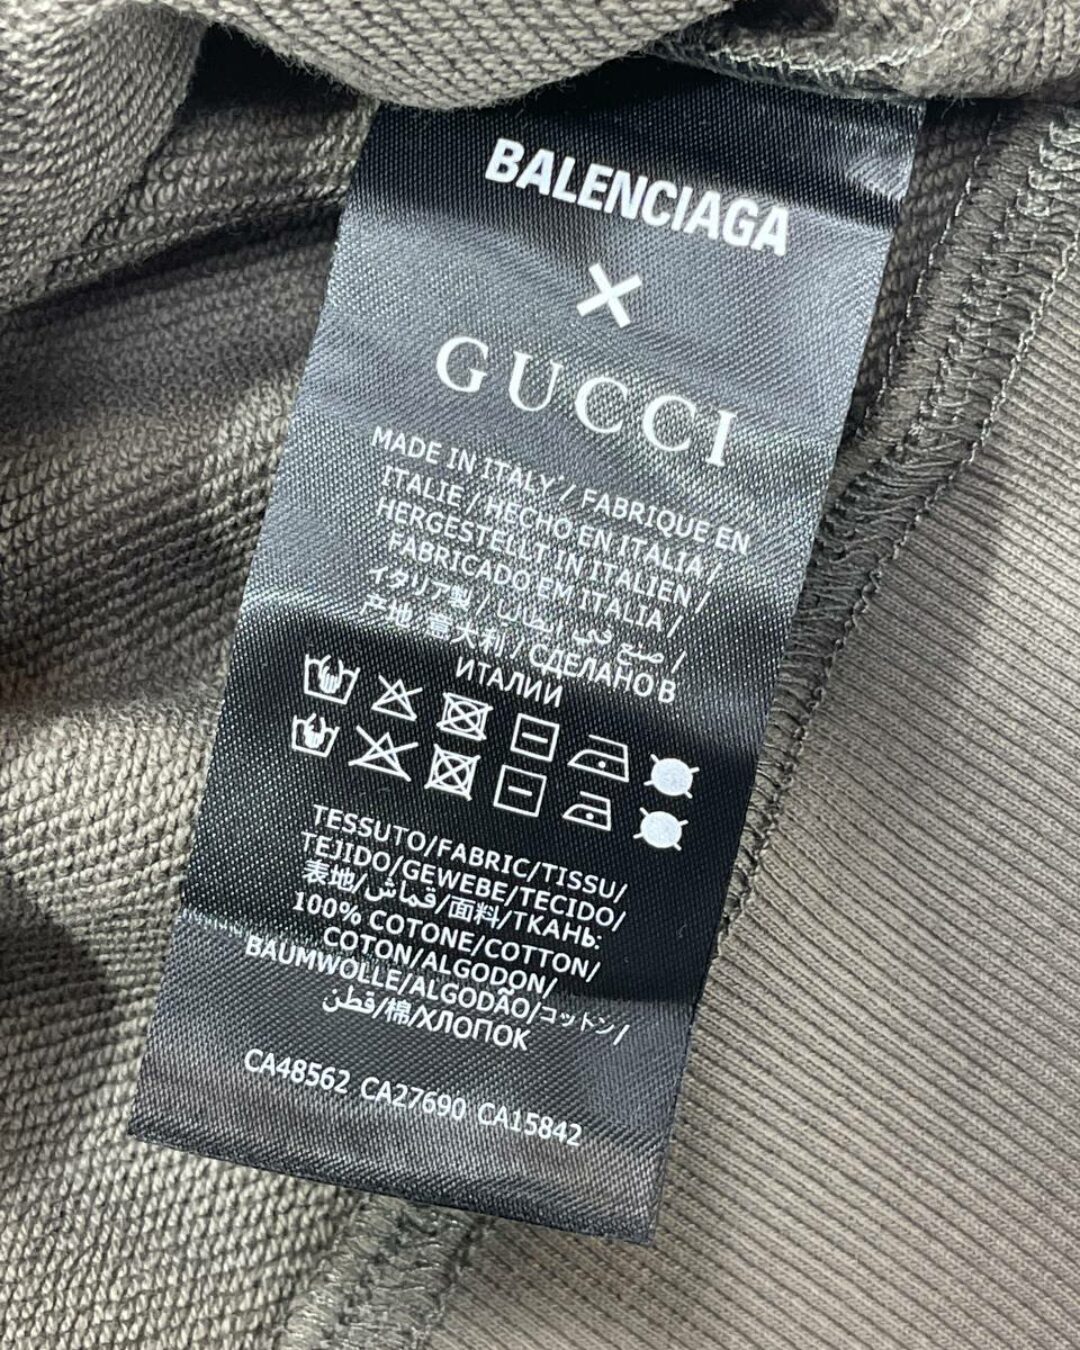 BALENCIAGA
×
GUCCI
MADE IN ITALY / FABRIQUE EN
ITALIE / HECHO EN ITALIA /
HERGESTELLT IN ITALIEN /
FABRICADO EM ITALIA /
イタリア製 / صنع في ايطاليا /
产地 意大利 / СДЕЛАНО В
ИТАЛИИ
TESSUTO/FABRIC/TISSU/
TEJIDO/GEWEBE/TECIDO/
表地/قماش/面料/ТКАНЬ:
100% COTONE/COTTON/
COTON/ALGODON/
BAUMWOLLE/ALGODÃO/コットン/
قطن/棉/ХЛОПОК
CA48562 CA27690 CA15842